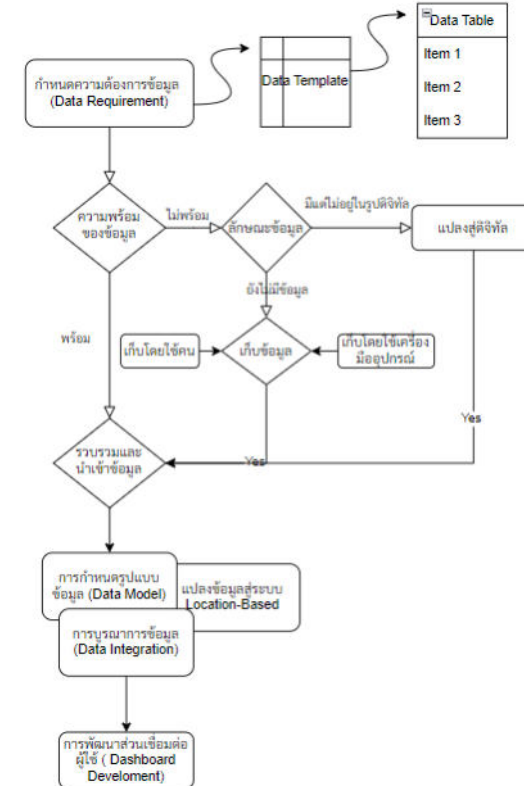 Data Table
Item 1
Item 2
Item 3
Data Template
กำหนดความต้องการข้อมูล
(Data Requirement)
ความพร้อม
ของข้อมูล
ไม่พร้อม
ลักษณะข้อมูล
มีแต่ไม่อยู่ในรูปดิจิทัล
แปลงสู่ดิจิทัล
ยังไม่มีข้อมูล
พร้อม
เก็บโดยใช้คน
เก็บข้อมูล
เก็บโดยใช้เครื่อง
มืออุปกรณ์
Yes
Yes
รวบรวมและ
นำเข้าข้อมูล
การกำหนดรูปแบบ
ข้อมูล (Data Model)
แปลงข้อมูลสู่ระบบ
Location-Based
การบูรณาการข้อมูล
(Data Integration)
การพัฒนาส่วนเชื่อมต่อ
ผู้ใช้ ( Dashboard
Develoment)